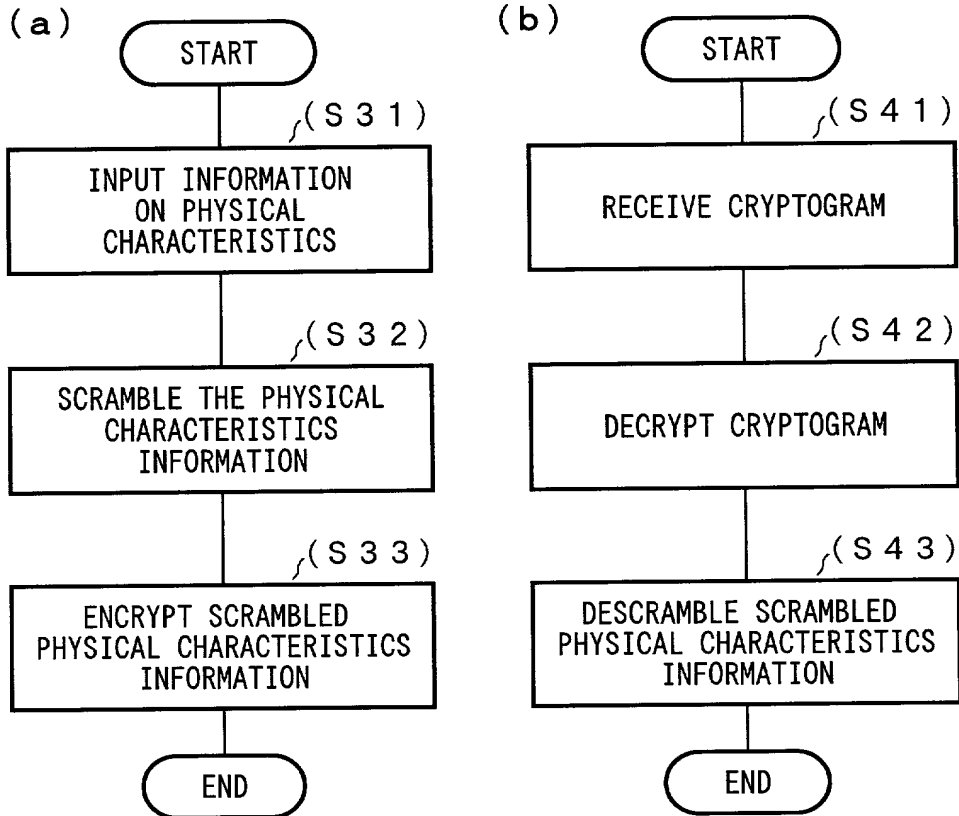 (a)
START
(S31)
INPUT INFORMATION
ON PHYSICAL
CHARACTERISTICS
(S32)
SCRAMBLE THE PHYSICAL
CHARACTERISTICS
INFORMATION
(S33)
ENCRYPT SCRAMBLED
PHYSICAL CHARACTERISTICS
INFORMATION
END
(b)
START
(S41)
RECEIVE CRYPTOGRAM
(S42)
DECRYPT CRYPTOGRAM
(S43)
DESCRAMBLE SCRAMBLED
PHYSICAL CHARACTERISTICS
INFORMATION
END